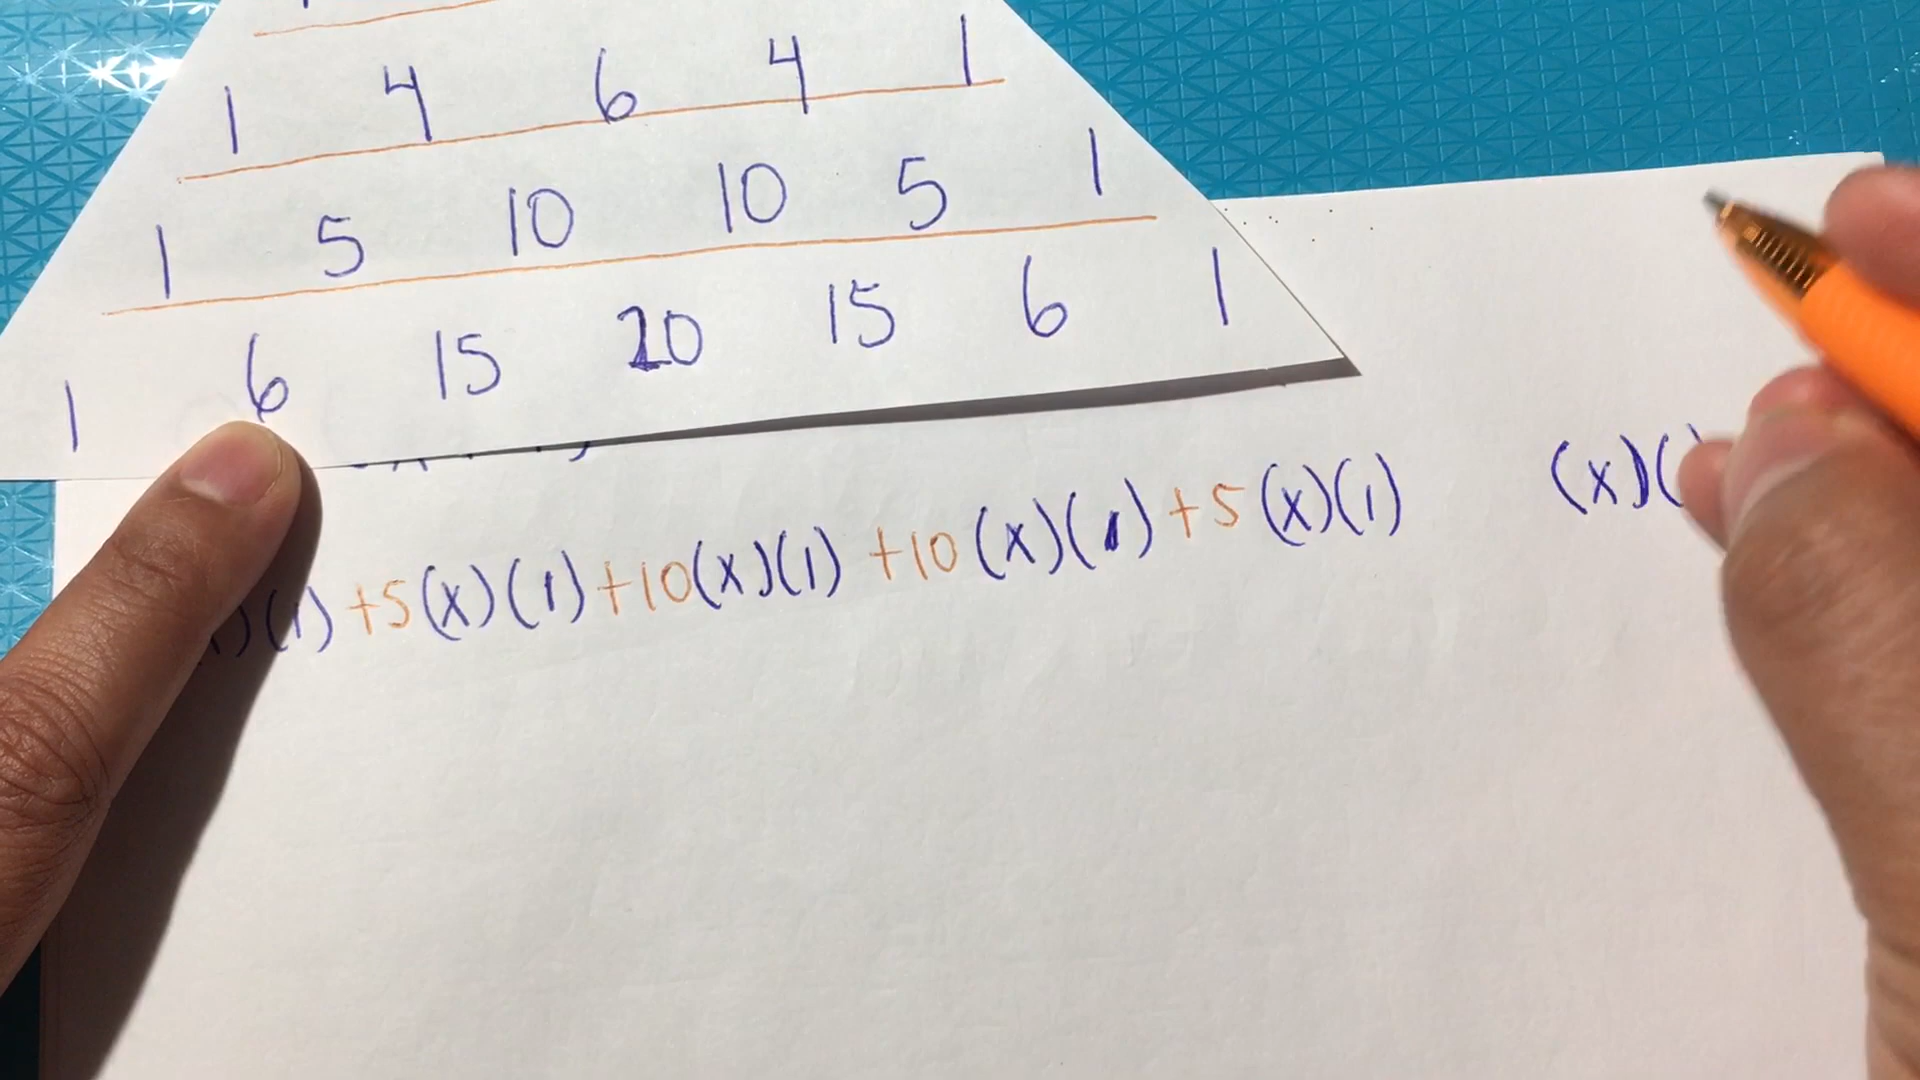 1 4 6 4 1
1 5 10 10 5 1
1 6 15 20 15 6 1
)(1) +5(x)(1)+10(x)(1) +10(x)(1) +5(x)(1) (x)(